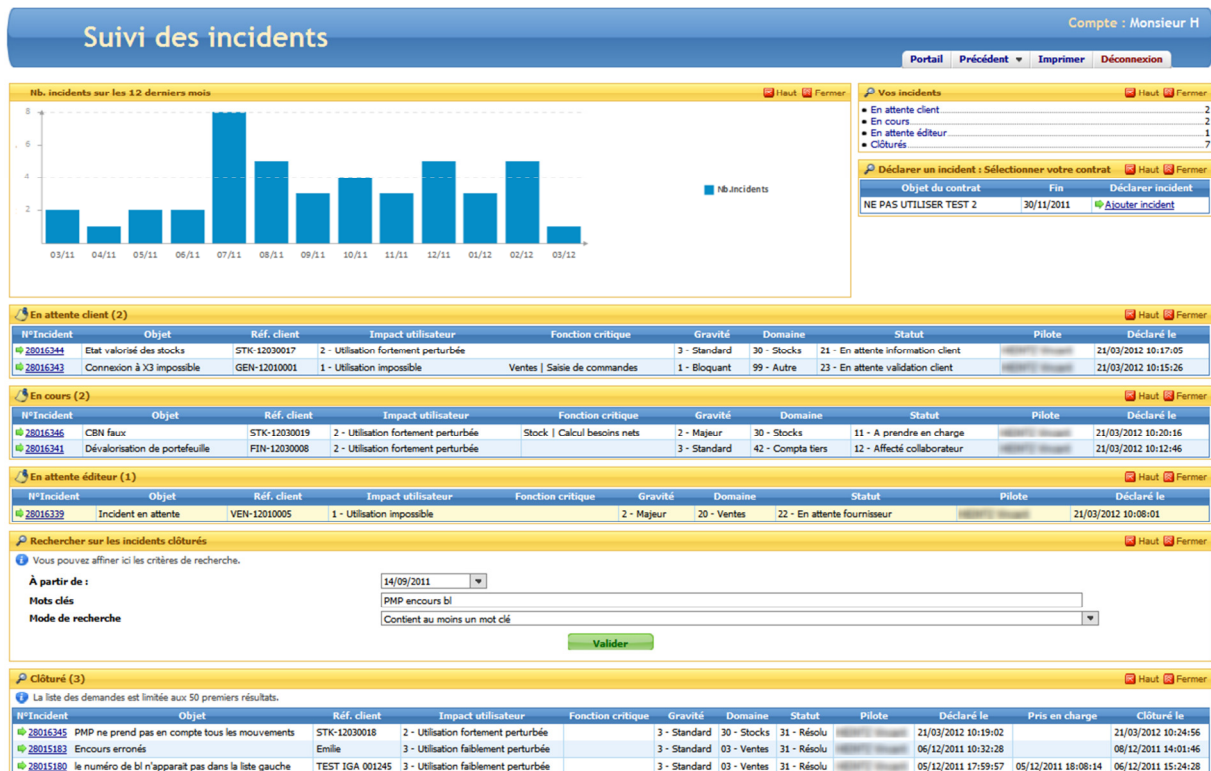 Compte : Monsieur H
Suivi des incidents
Portail Précédent Imprimer Déconnexion
Nb. incidents sur les 12 derniers mois Haut Fermer
8
6
4
2
03/11 04/11 05/11 06/11 07/11 08/11 09/11 10/11 11/11 12/11 01/12 02/12 03/12
Nb.Incidents
Vos incidents Haut Fermer
En attente client 2
En cours 2
En attente éditeur 1
Clôturés 7
Déclarer un incident : Sélectionner votre contrat Haut Fermer
Objet du contrat Fin Déclarer incident
NE PAS UTILISER TEST 2 30/11/2011 Ajouter incident
En attente client (2) Haut Fermer
N°Incident Objet Réf. client Impact utilisateur Fonction critique Gravité Domaine Statut Pilote Déclaré le
28016344 Etat valorisé des stocks STK-12030017 2 - Utilisation fortement perturbée 3 - Standard 30 - Stocks 21 - En attente information client 21/03/2012 10:17:05
28016343 Connexion à X3 impossible GEN-12010001 1 - Utilisation impossible Ventes | Saisie de commandes 1 - Bloquant 99 - Autre 23 - En attente validation client 21/03/2012 10:15:26
En cours (2) Haut Fermer
N°Incident Objet Réf. client Impact utilisateur Fonction critique Gravité Domaine Statut Pilote Déclaré le
28016346 CBN faux STK-12030019 2 - Utilisation fortement perturbée Stock | Calcul besoins nets 2 - Majeur 30 - Stocks 11 - A prendre en charge 21/03/2012 10:20:16
28016341 Dévalorisation de portefeuille FIN-12030008 2 - Utilisation fortement perturbée 3 - Standard 42 - Compta tiers 12 - Affecté collaborateur 21/03/2012 10:12:46
En attente éditeur (1) Haut Fermer
N°Incident Objet Réf. client Impact utilisateur Fonction critique Gravité Domaine Statut Pilote Déclaré le
28016339 Incident en attente VEN-12010005 1 - Utilisation impossible 2 - Majeur 20 - Ventes 22 - En attente fournisseur 21/03/2012 10:08:01
Rechercher sur les incidents clôturés Haut Fermer
Vous pouvez affiner ici les critères de recherche.
À partir de : 14/09/2011
Mots clés PMP encours bl
Mode de recherche Contient au moins un mot clé
Valider
Clôturé (3) Haut Fermer
La liste des demandes est limitée aux 50 premiers résultats.
N°Incident Objet Réf. client Impact utilisateur Fonction critique Gravité Domaine Statut Pilote Déclaré le Pris en charge Clôturé le
28016345 PMP ne prend pas en compte tous les mouvements STK-12030018 2 - Utilisation fortement perturbée 3 - Standard 30 - Stocks 31 - Résolu 21/03/2012 10:19:02 21/03/2012 10:24:56
28015183 Encours erronés Emilie 3 - Utilisation faiblement perturbée 3 - Standard 03 - Ventes 31 - Résolu 06/12/2011 10:32:28 08/12/2011 14:01:46
28015180 le numéro de bl n'apparait pas dans la liste gauche TEST IGA 001245 3 - Utilisation faiblement perturbée 3 - Standard 03 - Ventes 31 - Résolu 05/12/2011 17:59:57 05/12/2011 18:08:14 06/12/2011 15:24:28